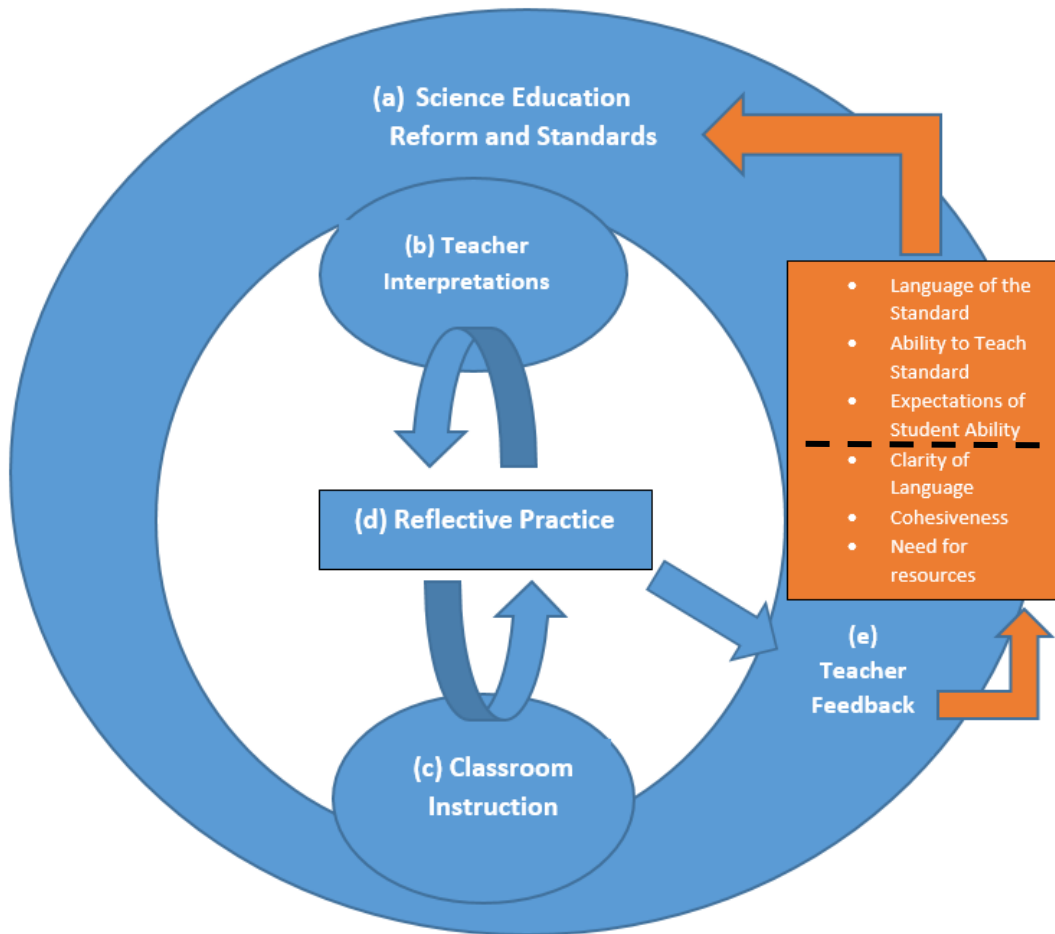 (a) Science Education
Reform and Standards
(b) Teacher
Interpretations
• Language of the
Standard
• Ability to Teach
Standard
• Expectations of
Student Ability
• Clarity of
Language
• Cohesiveness
• Need for
resources
(d) Reflective Practice
(e)
Teacher
Feedback
(c) Classroom
Instruction